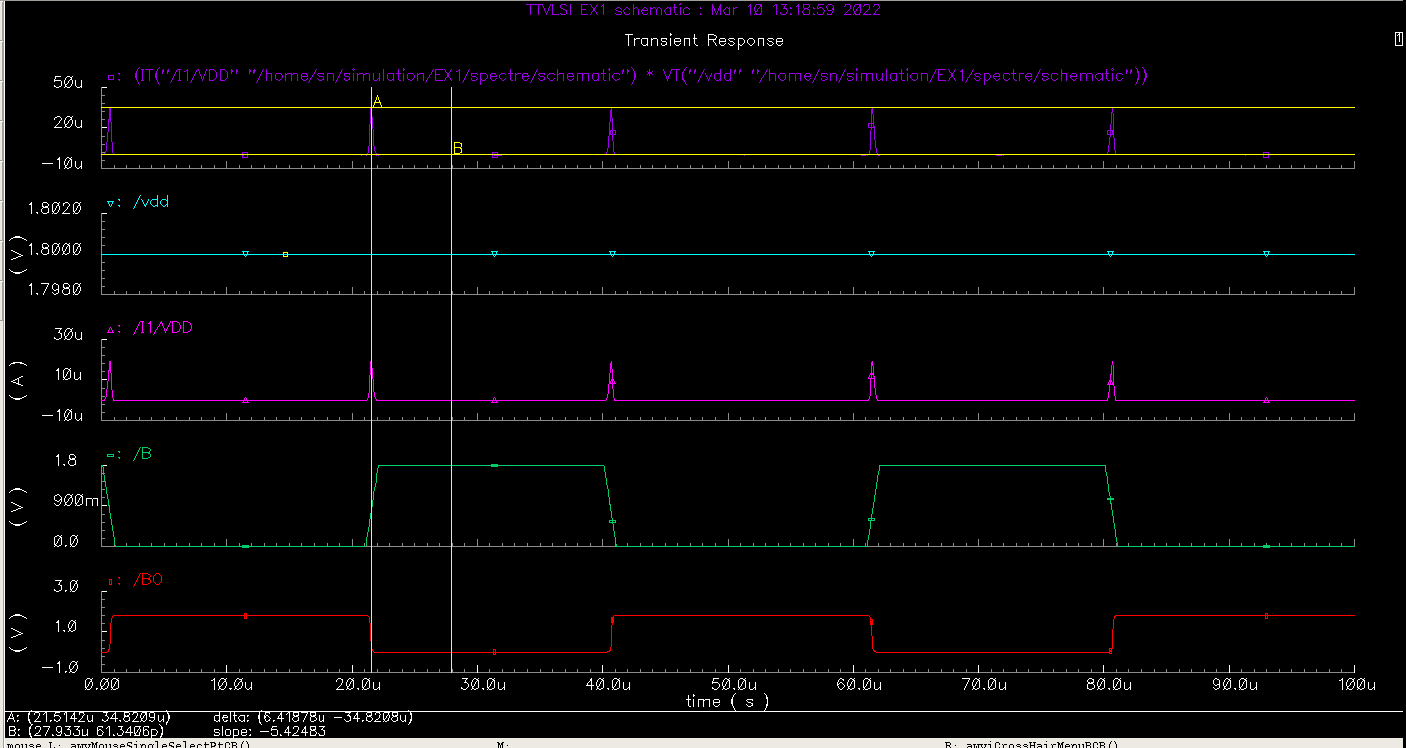 TTVLSI EX1 schematic : Mar 10 13:18:59 2022
Transient Response
1
: (IT("/I1/VDD" "/home/sn/simulation/EX1/spectre/schematic") * VT("/vdd" "/home/sn/simulation/EX1/spectre/schematic"))
50u
20u
-10u
A
B
: /vdd
1.8020
1.8000
1.7980
(V)
: /I1/VDD
30u
10u
-10u
(A)
: /B
1.8
900m
0.0
(V)
: /BO
3.0
1.0
-1.0
(V)
0.00 10.0u 20.0u 30.0u 40.0u 50.0u 60.0u 70.0u 80.0u 90.0u 100u
time ( s )
A: (21.5142u 34.8209u) delta: (6.41878u -34.8208u)
B: (27.933u 61.3406p) slope: -5.42483
mouse L: awvMouseSingleSelectPtCB() M: R: awviCrossHairMenuBCB()